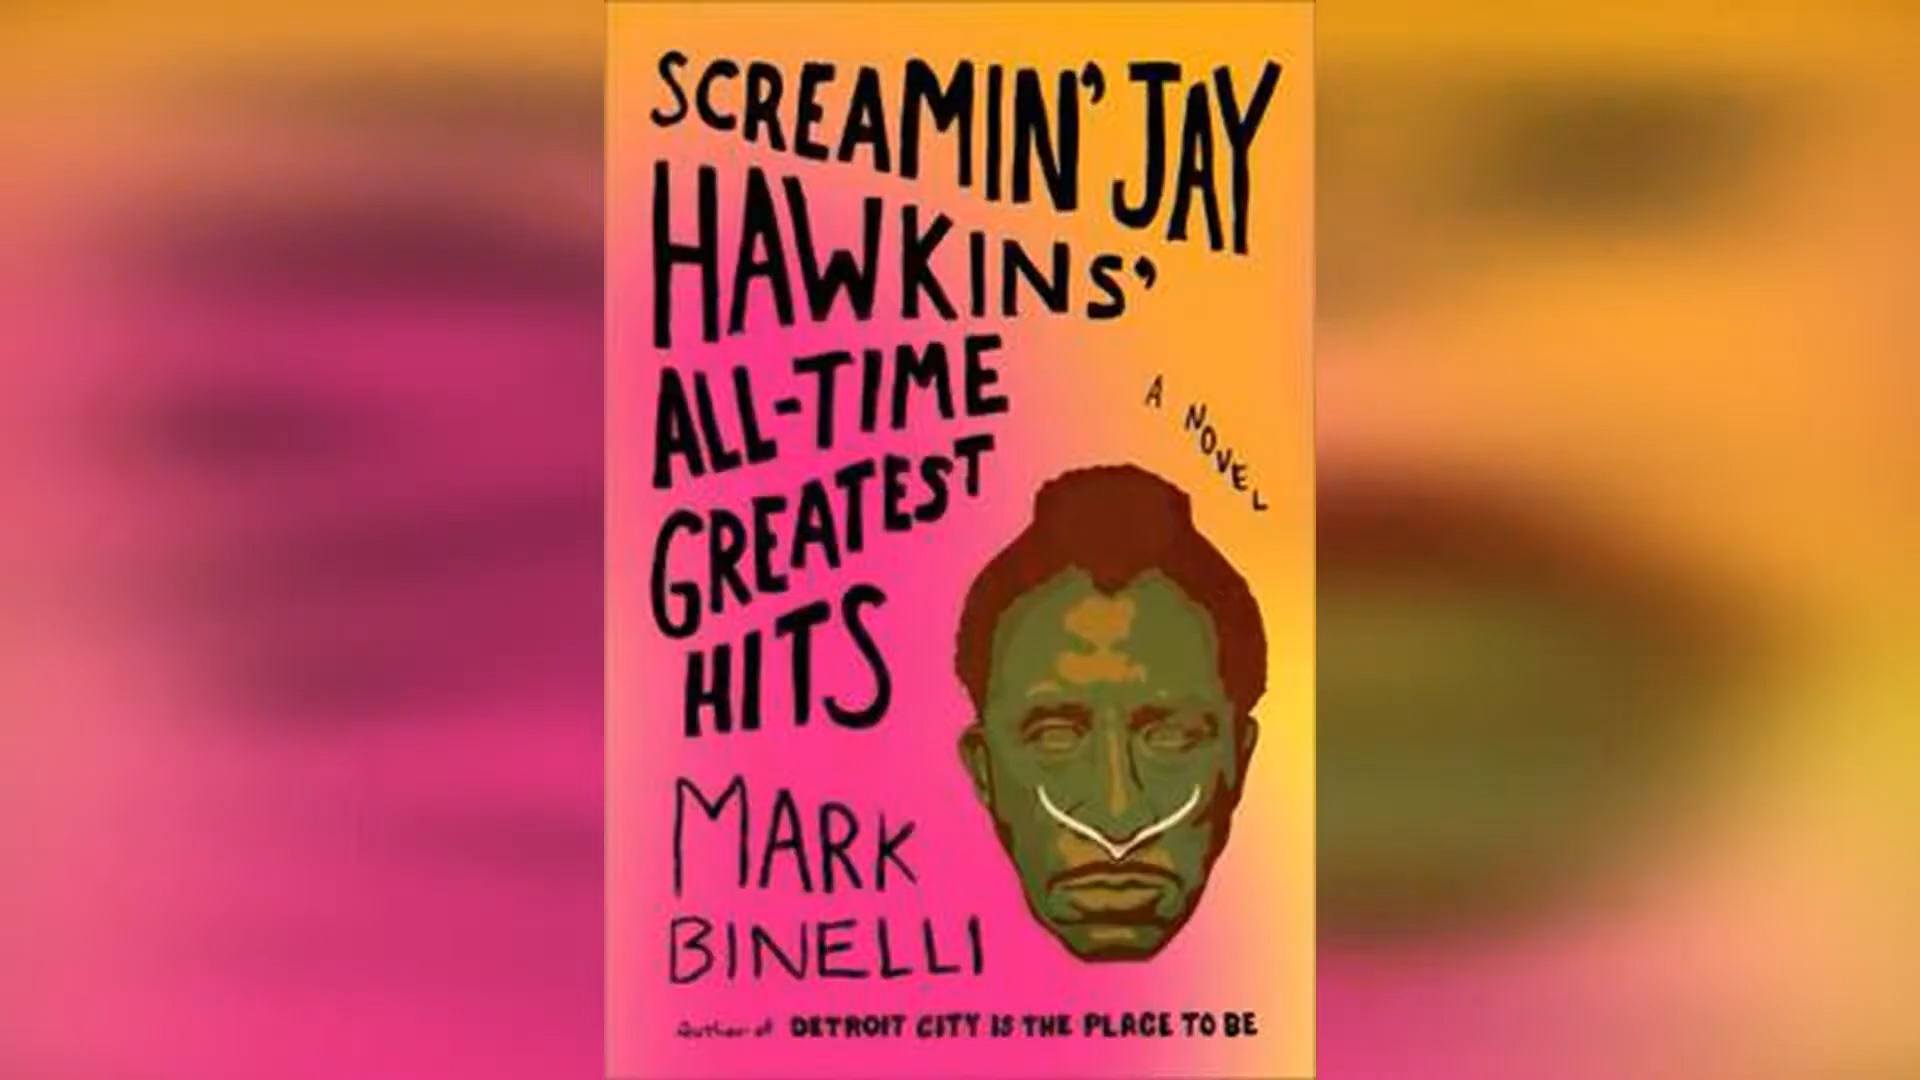 SCREAMIN' JAY
HAWKINS'
ALL-TIME
GREATEST
HITS
A NOVEL
MARK
BINELLI
Author of DETROIT CITY IS THE PLACE TO BE